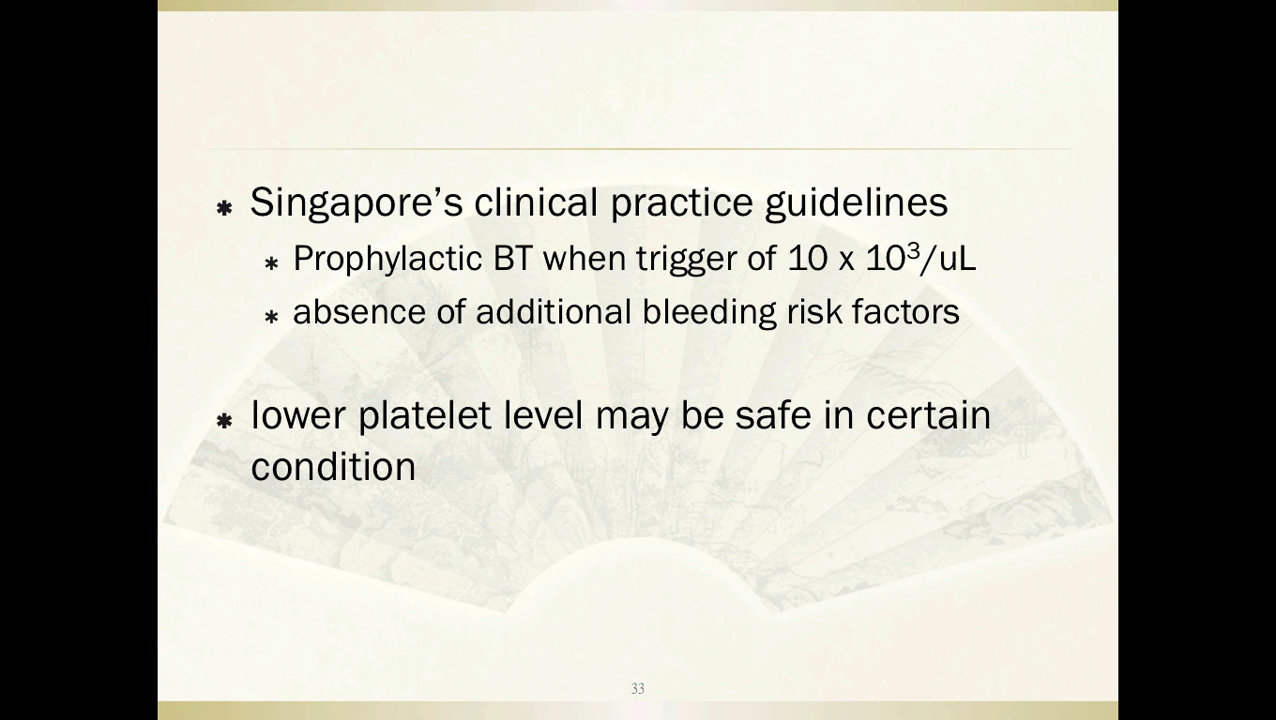 ✱ Singapore’s clinical practice guidelines
✱ Prophylactic BT when trigger of 10 x 10³/uL
✱ absence of additional bleeding risk factors
✱ lower platelet level may be safe in certain
condition
33